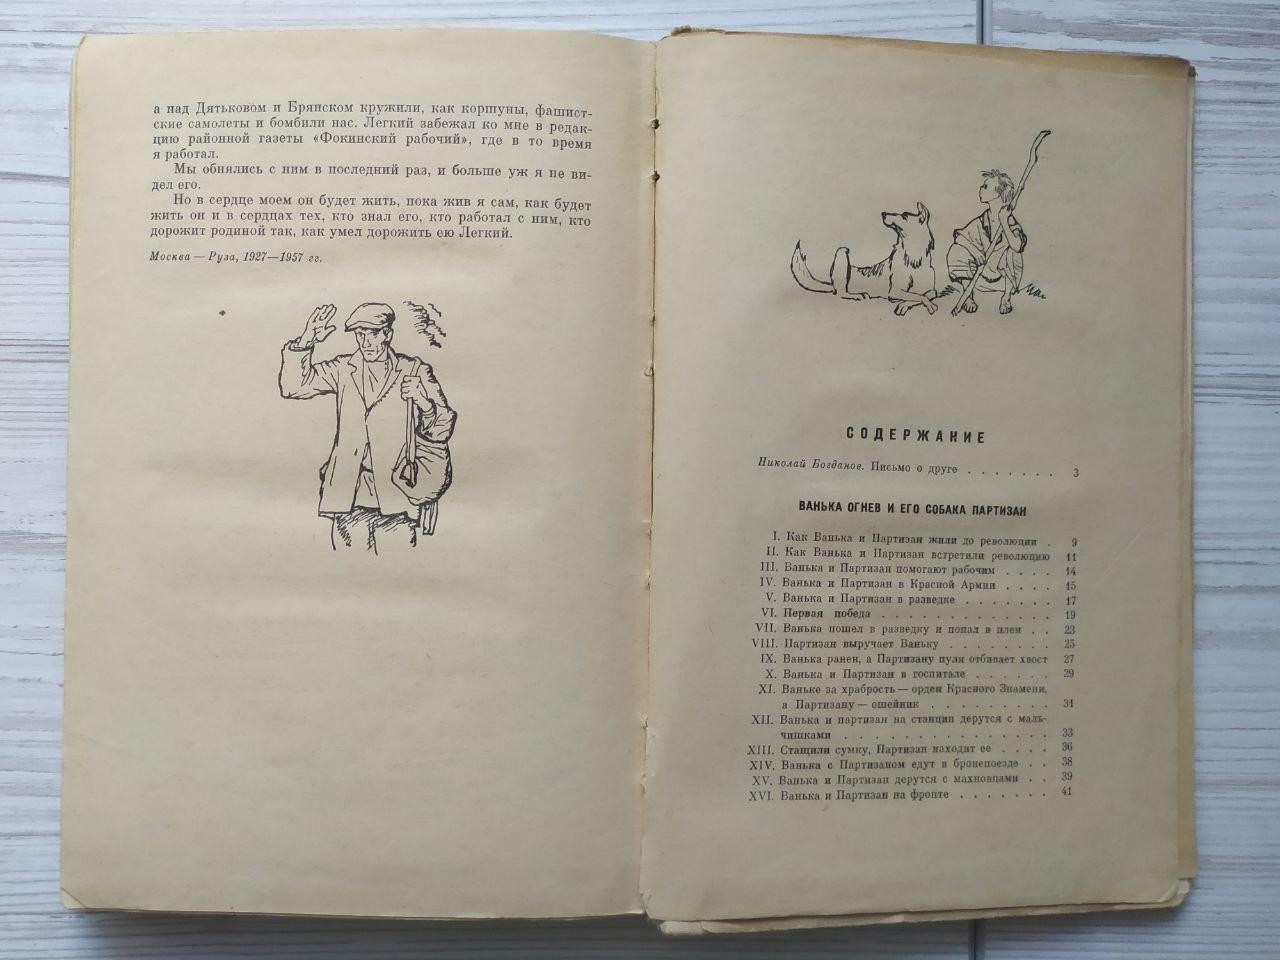 а над Дятьковом и Брянском кружили, как коршуны, фашист-
ские самолеты и бомбили нас. Легкий забежал ко мне в редак-
цию районной газеты «Фокинский рабочий», где в то время
я работал.
Мы обнялись с ним в последний раз, и больше уж я не ви-
дел его.
Но в сердце моем он будет жить, пока жив я сам, как будет
жить он и в сердцах тех, кто знал его, кто работал с ним, кто
дорожит родиной так, как умел дорожить ею Легкий.
Москва — Руза, 1927—1957 гг.
СОДЕРЖАНИЕ
Николай Богданов. Письмо о друге . . . . . . . 3
ВАНЬКА ОГНЕВ И ЕГО СОБАКА ПАРТИЗАН
I. Как Ванька и Партизан жили до революции . 9
II. Как Ванька и Партизан встретили революцию 11
III. Ванька и Партизан помогают рабочим . . . . 14
IV. Ванька и Партизан в Красной Армии . . . . 15
V. Ванька и Партизан в разведке . . . . . . . 17
VI. Первая победа . . . . . . . . . . . . . 19
VII. Ванька пошел в разведку и попал в плен . . 23
VIII. Партизан выручает Ваньку . . . . . . . . 25
IX. Ванька ранен, а Партизану пуля отбивает хвост 27
X. Ванька и Партизан в госпитале . . . . . . 29
XI. Ваньке за храбрость — орден Красного Знамени,
а Партизану — ошейник . . . . . . . . . 31
XII. Ванька и партизан на станции дерутся с маль-
чишками . . . . . . . . . . . . . . . 33
XIII. Стащили сумку, Партизан находит ее . . . . 36
XIV. Ванька с Партизаном едут в бронепоезде . . 38
XV. Ванька и Партизан дерутся с махновцами . . 39
XVI. Ванька и Партизан на фронте . . . . . . . 41